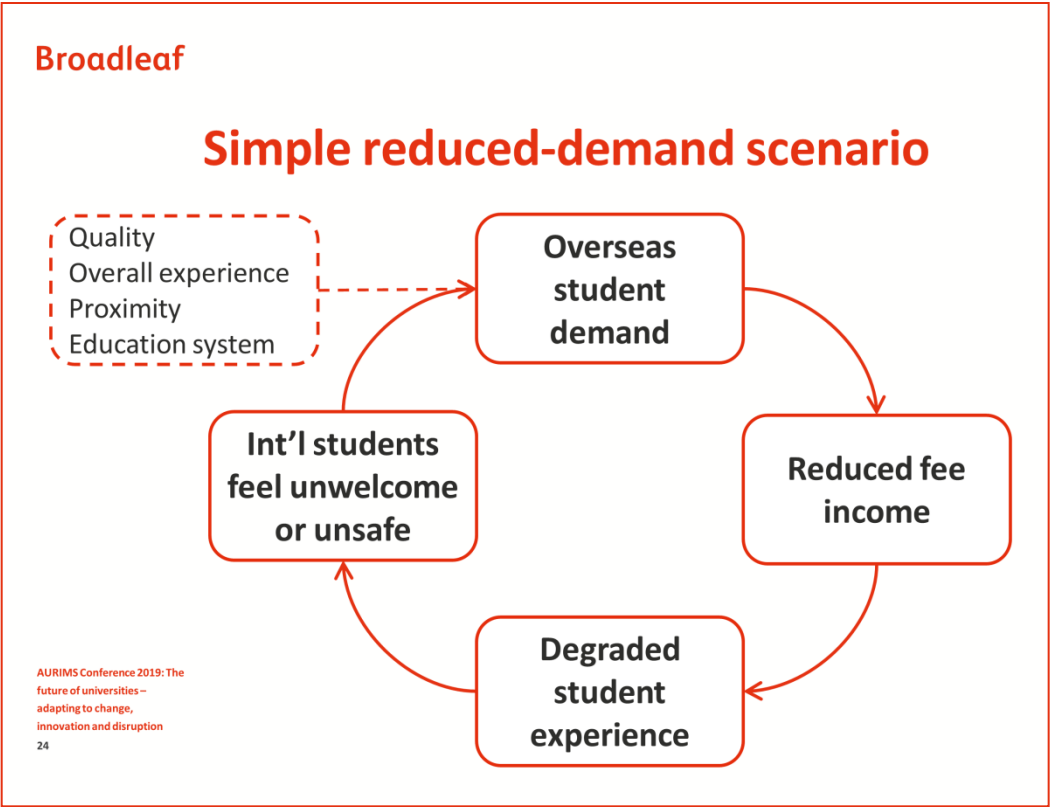 Broadleaf
Simple reduced-demand scenario
Quality
Overall experience
Proximity
Education system
Overseas
student
demand
Reduced fee
income
Degraded
student
experience
Int’l students
feel unwelcome
or unsafe
AURIMS Conference 2019: The
future of universities –
adapting to change,
innovation and disruption
24